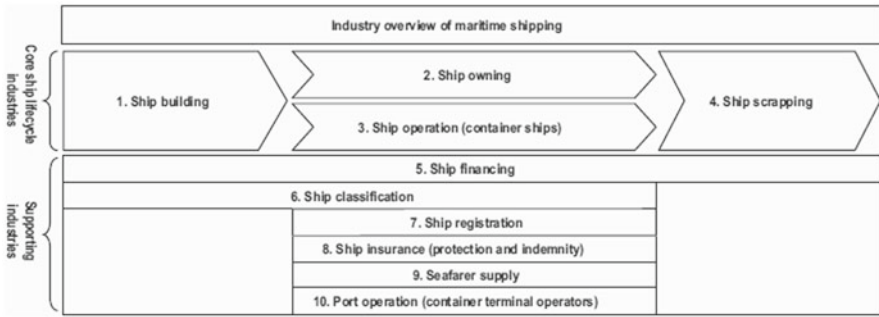 Industry overview of maritime shipping
Core ship lifecycle
industries
1. Ship building
2. Ship owning
3. Ship operation (container ships)
4. Ship scrapping
Supporting
industries
5. Ship financing
6. Ship classification
7. Ship registration
8. Ship insurance (protection and indemnity)
9. Seafarer supply
10. Port operation (container terminal operators)